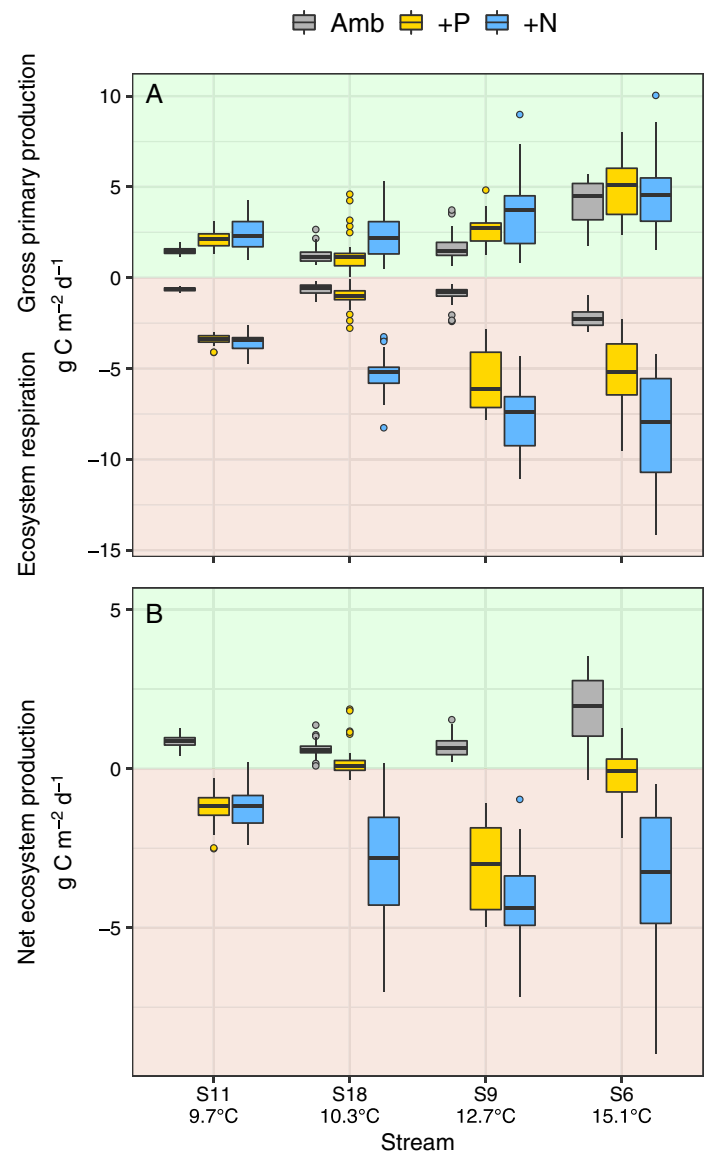 Amb +P +N
A
Gross primary production
Ecosystem respiration
g C m−2 d−1
10
5
0
−5
−10
−15
B
Net ecosystem production
g C m−2 d−1
5
0
−5
S11 S18 S9 S6
9.7°C 10.3°C 12.7°C 15.1°C
Stream